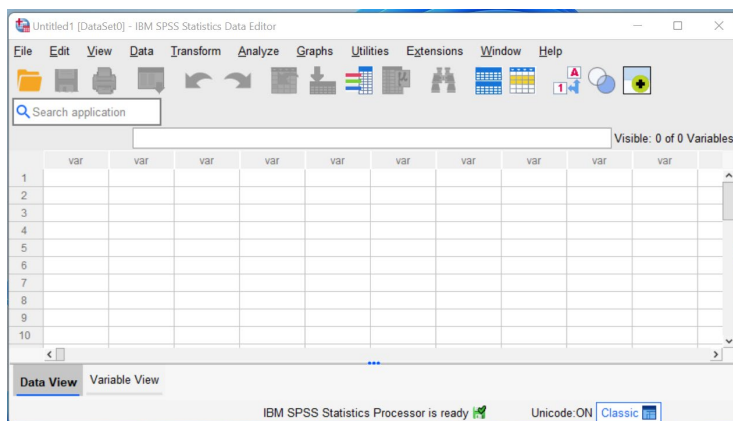 Untitled1 [DataSet0] - IBM SPSS Statistics Data Editor
File Edit View Data Transform Analyze Graphs Utilities Extensions Window Help
A
1
Search application
Visible: 0 of 0 Variables
var var var var var var var var var var
1
2
3
4
5
6
7
8
9
10
Data View Variable View
IBM SPSS Statistics Processor is ready Unicode:ON Classic